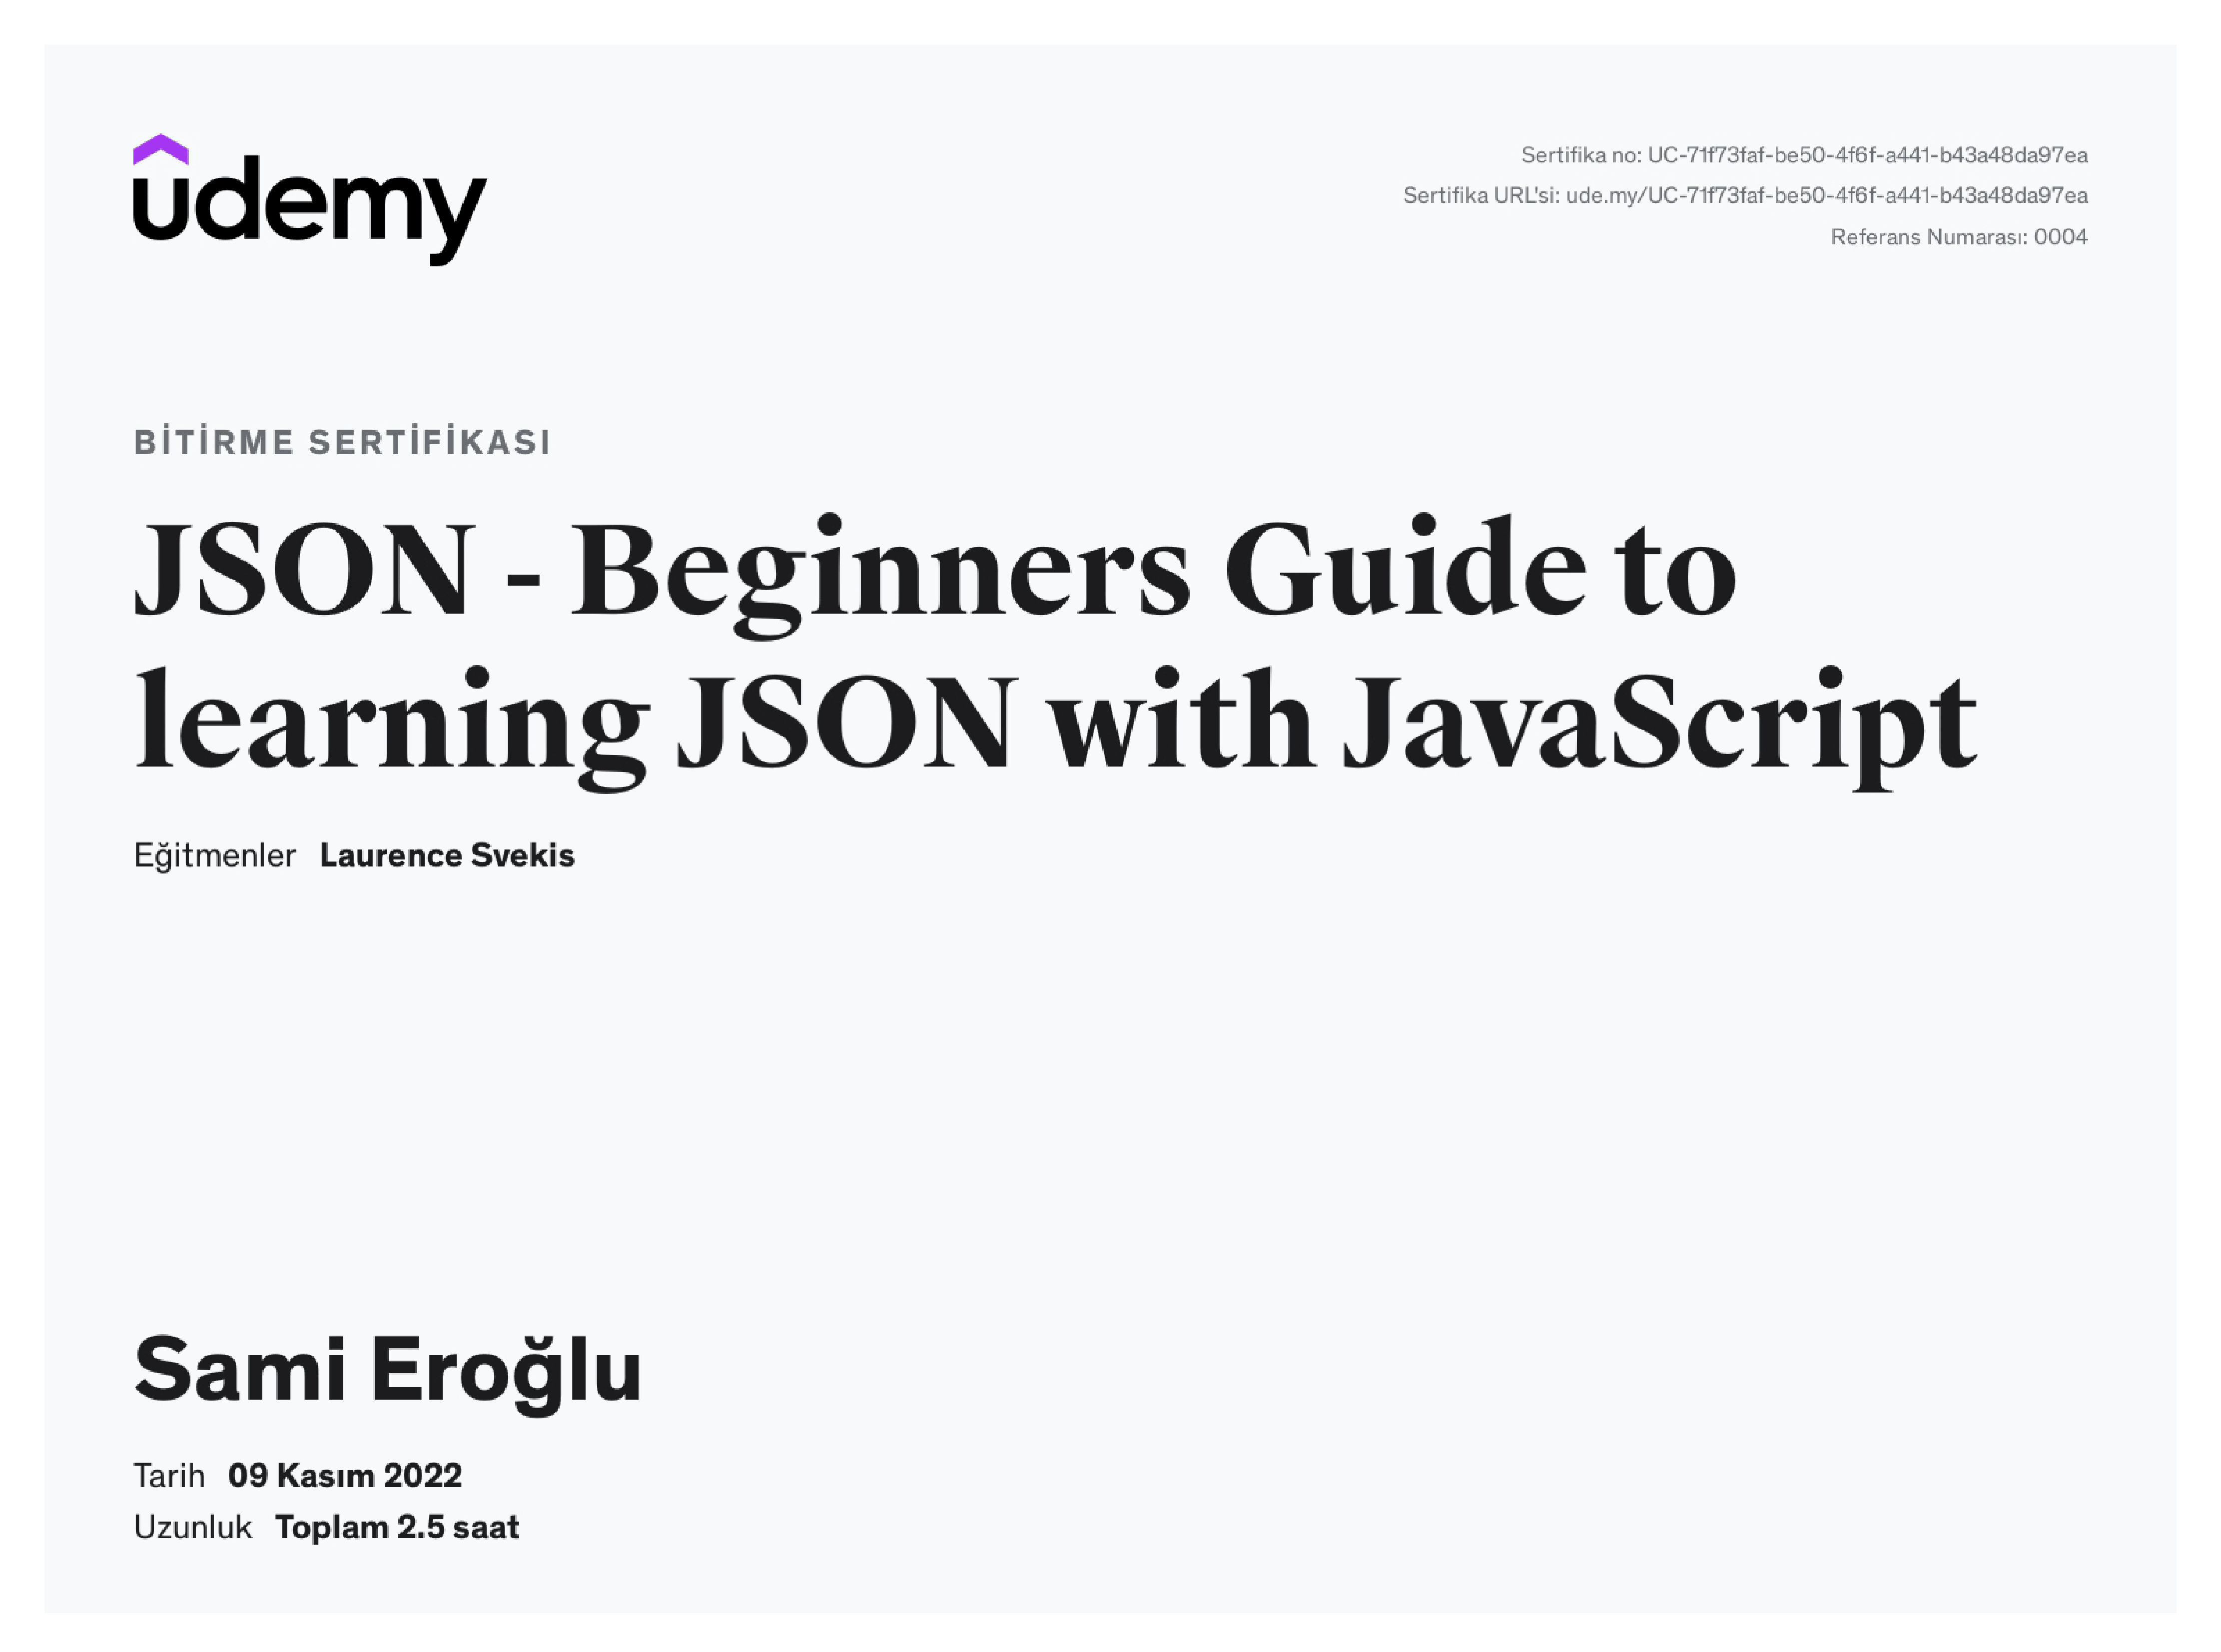 udemy
Sertifika no: UC-71f73faf-be50-4f6f-a441-b43a48da97ea
Sertifika URL'si: ude.my/UC-71f73faf-be50-4f6f-a441-b43a48da97ea
Referans Numarası: 0004
BİTİRME SERTİFİKASI
JSON - Beginners Guide to
learning JSON with JavaScript
Eğitmenler Laurence Svekis
Sami Eroğlu
Tarih 09 Kasım 2022
Uzunluk Toplam 2.5 saat